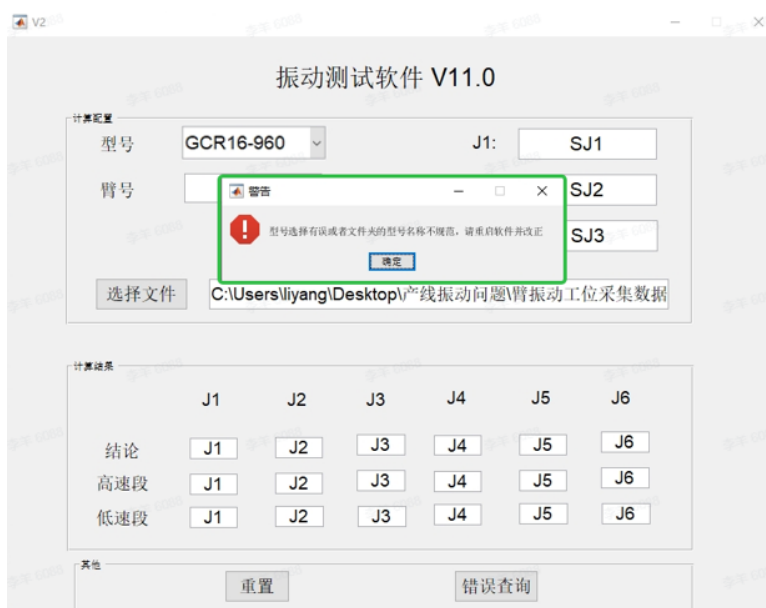 V2
振动测试软件 V11.0
计算配置
型号
GCR16-960
J1:
SJ1
臂号
SJ2
警告
型号选择有误或者文件夹的型号名称不规范，请重启软件并改正
确定
SJ3
选择文件
C:\Users\liyang\Desktop\产线振动问题\臂振动工位采集数据
计算结果
J1 J2 J3 J4 J5 J6
结论 J1 J2 J3 J4 J5 J6
高速段 J1 J2 J3 J4 J5 J6
低速段 J1 J2 J3 J4 J5 J6
其他
重置
错误查询